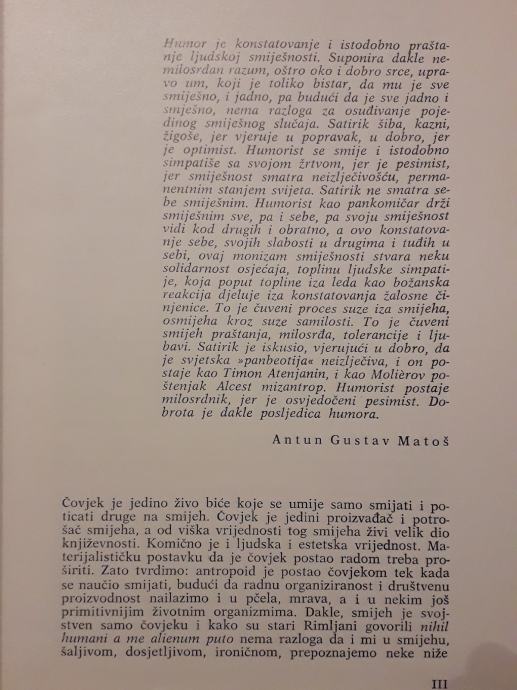 Humor je konstatovanje i istodobno prašta-
nje ljudskoj smiješnosti. Suponira dakle ne-
milosrdan razum, oštro oko i dobro srce, upra-
vo um, koji je toliko bistar, da mu je sve
smiješno, i jadno, pa budući da je sve jadno i
smješno, nema razloga za osuđivanje poje-
dinog smiješnog slučaja. Satirik šiba, kazni,
žigoše, jer vjeruje u popravak, u dobro, jer
je optimist. Humorist se smije i istodobno
simpatiše sa svojom žrtvom, jer je pesimist,
jer smiješnost smatra neizlječivošću, perma-
nentnim stanjem svijeta. Satirik ne smatra se-
be smiješnim. Humorist kao pankomičar drži
smiješnim sve, pa i sebe, pa svoju smiješnost
vidi kod drugih i obratno, a ovo konstatova-
nje sebe, svojih slabosti u drugima i tuđih u
sebi, ovaj monizam smiješnosti stvara neku
solidarnost osjećaja, toplinu ljudske simpati-
je, koja poput topline iza leda kao božanska
reakcija djeluje iza konstatovanja žalosne či-
njenice. To je čuveni proces suze iza smijeha,
osmijeha kroz suze samilosti. To je čuveni
smijeh praštanja, milosrđa, tolerancije i lju-
bavi. Satirik je iskusio, vjerujući u dobro, da
je svjetska »panbeotija« neizlječiva, i on po-
staje kao Timon Atenjanin, i kao Molièrov po-
štenjak Alcest mizantrop. Humorist postaje
milosrdnik, jer je osvjedočeni pesimist. Do-
brota je dakle posljedica humora.
Antun Gustav Matoš
Čovjek je jedino živo biće koje se umije samo smijati i po-
ticati druge na smijeh. Čovjek je jedini proizvađač i potro-
šač smijeha, a od viška vrijednosti tog smijeha živi velik dio
književnosti. Komično je i ljudska i estetska vrijednost. Ma-
terijalističku postavku da je čovjek postao radom treba pro-
širiti. Zato tvrdimo: antropoid je postao čovjekom tek kada
se naučio smijati, budući da radnu organiziranost i društvenu
proizvodnost nailazimo i u pčela, mrava, a i u nekim još
primitivnijim životnim organizmima. Dakle, smijeh je svoj-
stven samo čovjeku i kako su stari Rimljani govorili nihil
humani a me alienum puto nema razloga da i mi u smijehu,
šaljivom, dosjetljivom, ironičnom, prepoznajemo neke niže
III